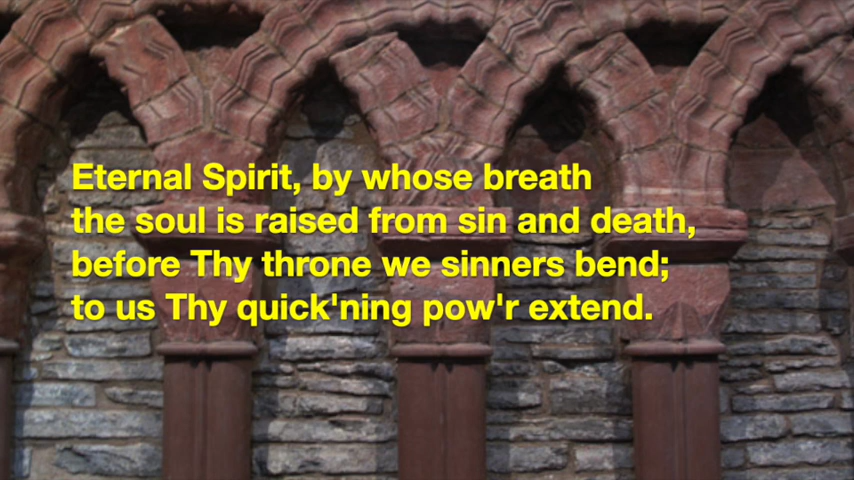 Eternal Spirit, by whose breath
the soul is raised from sin and death,
before Thy throne we sinners bend;
to us Thy quick'ning pow'r extend.